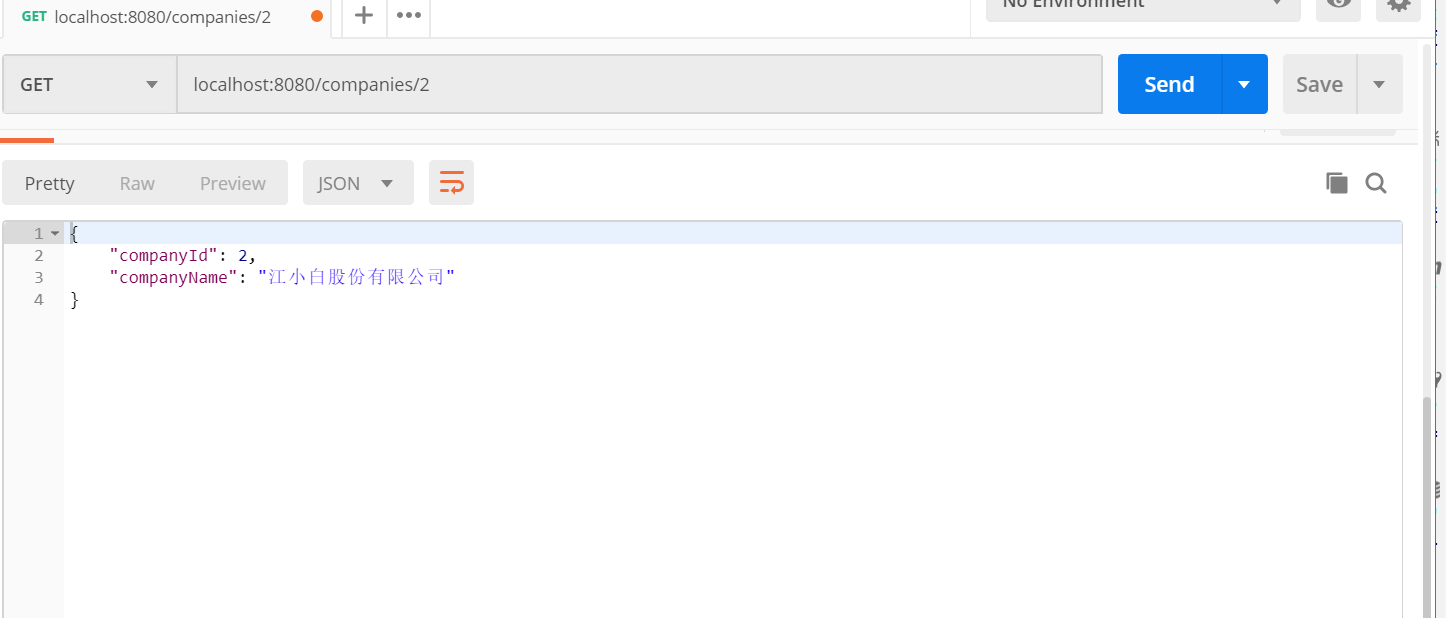 GET localhost:8080/companies/2
No Environment
GET localhost:8080/companies/2 Send Save
Pretty Raw Preview JSON
1 {
2 "companyId": 2,
3 "companyName": "江小白股份有限公司"
4 }